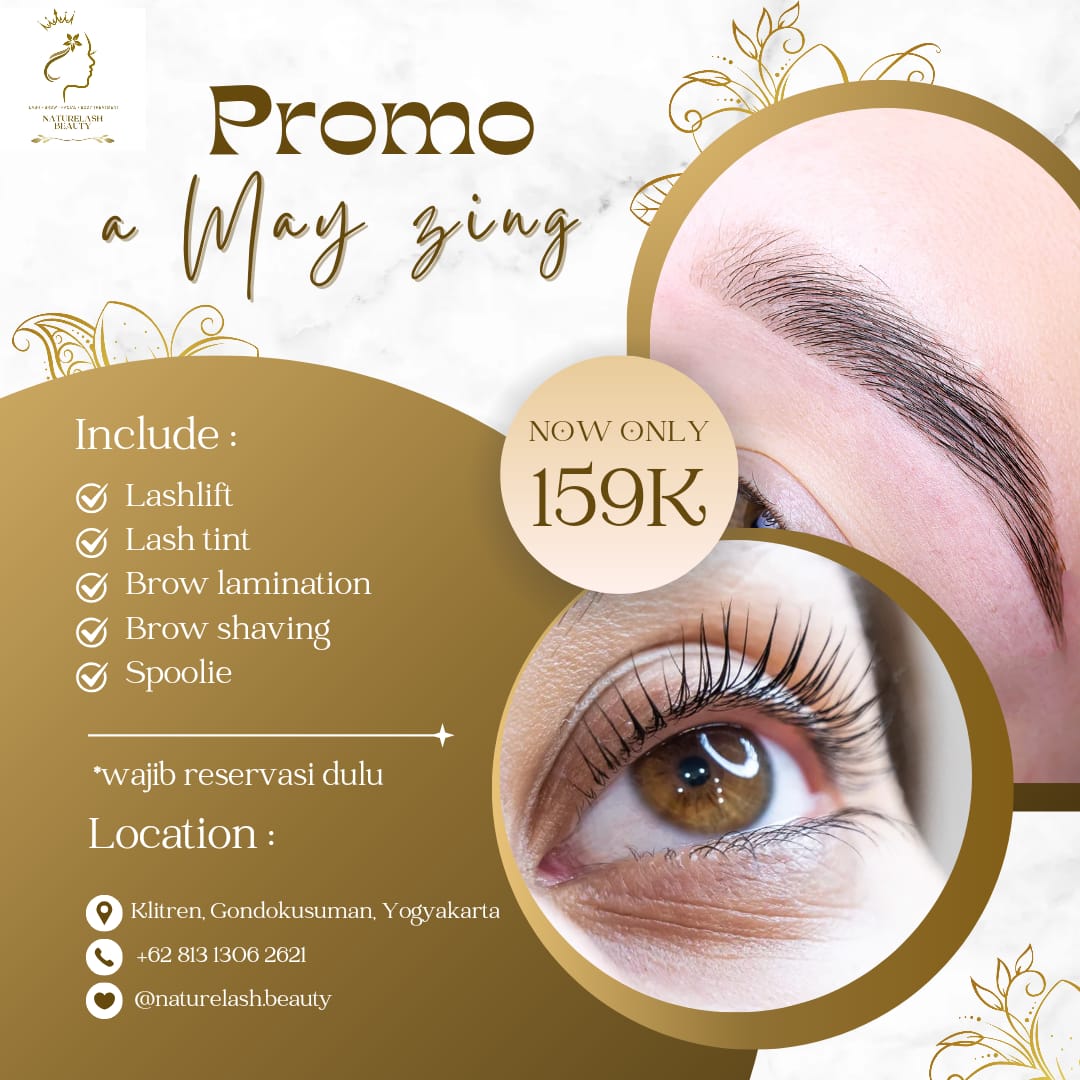 NATURELASH
BEAUTY
Promo
a May zing
Include :
Lashlift
Lash tint
Brow lamination
Brow shaving
Spoolie
NOW ONLY
159K
*wajib reservasi dulu
Location :
Klitren, Gondokusuman, Yogyakarta
+62 813 1306 2621
@naturelash.beauty